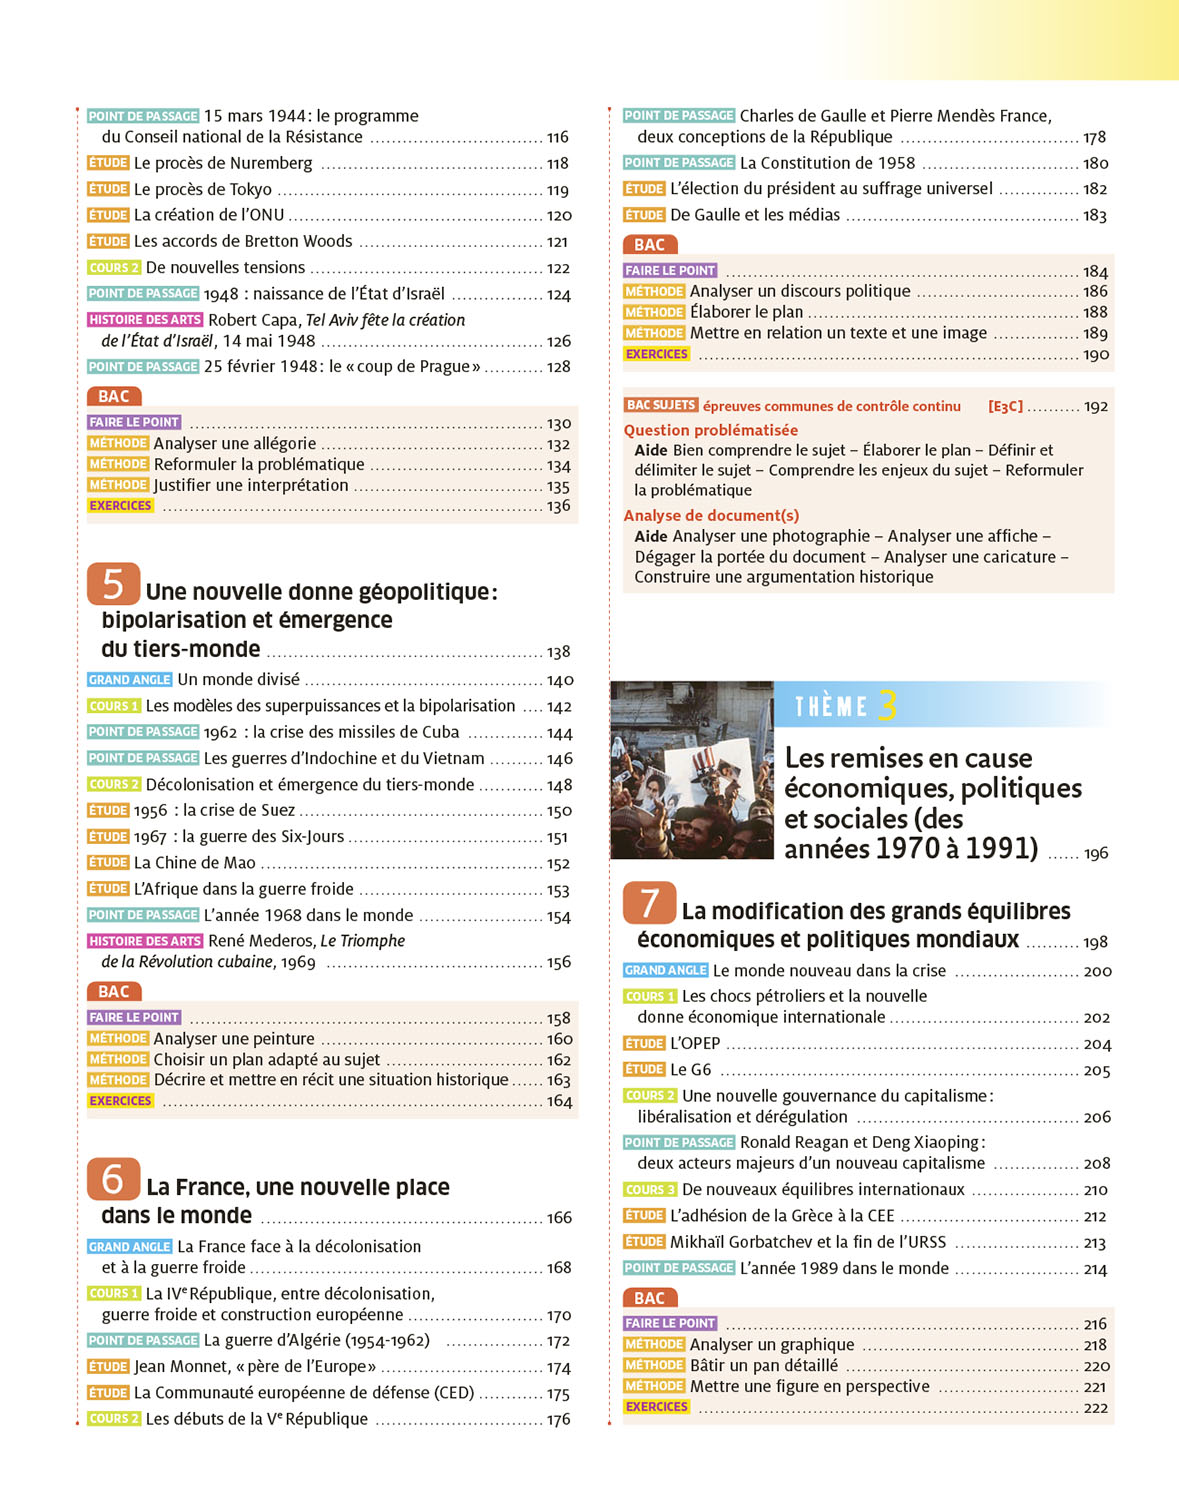 POINT DE PASSAGE 15 mars 1944 : le programme
du Conseil national de la Résistance ............................... 116
ÉTUDE Le procès de Nuremberg ........................................ 118
ÉTUDE Le procès de Tokyo ................................................ 119
ÉTUDE La création de l'ONU .............................................. 120
ÉTUDE Les accords de Bretton Woods ................................. 121
COURS 2 De nouvelles tensions .......................................... 122
POINT DE PASSAGE 1948 : naissance de l'État d'Israël ................. 124
HISTOIRE DES ARTS Robert Capa, Tel Aviv fête la création
de l'État d'Israël, 14 mai 1948 ........................................ 126
POINT DE PASSAGE 25 février 1948 : le « coup de Prague » ........... 128
BAC
FAIRE LE POINT ............................................................... 130
MÉTHODE Analyser une allégorie ........................................ 132
MÉTHODE Reformuler la problématique ............................... 134
MÉTHODE Justifier une interprétation ................................... 135
EXERCICES .................................................................... 136
5 Une nouvelle donne géopolitique :
bipolarisation et émergence
du tiers-monde .................................................. 138
GRAND ANGLE Un monde divisé ........................................... 140
COURS 1 Les modèles des superpuissances et la bipolarisation .... 142
POINT DE PASSAGE 1962 : la crise des missiles de Cuba .............. 144
POINT DE PASSAGE Les guerres d'Indochine et du Vietnam .......... 146
COURS 2 Décolonisation et émergence du tiers-monde ............ 148
ÉTUDE 1956 : la crise de Suez ............................................ 150
ÉTUDE 1967 : la guerre des Six-Jours ................................... 151
ÉTUDE La Chine de Mao ................................................... 152
ÉTUDE L'Afrique dans la guerre froide ................................. 153
POINT DE PASSAGE L'année 1968 dans le monde ....................... 154
HISTOIRE DES ARTS René Mederos, Le Triomphe
de la Révolution cubaine, 1969 ....................................... 156
BAC
FAIRE LE POINT ............................................................... 158
MÉTHODE Analyser une peinture ........................................ 160
MÉTHODE Choisir un plan adapté au sujet ............................. 162
MÉTHODE Décrire et mettre en récit une situation historique ...... 163
EXERCICES .................................................................... 164
6 La France, une nouvelle place
dans le monde ................................................... 166
GRAND ANGLE La France face à la décolonisation
et à la guerre froide ..................................................... 168
COURS 1 La IVe République, entre décolonisation,
guerre froide et construction européenne ......................... 170
POINT DE PASSAGE La guerre d'Algérie (1954-1962) .................. 172
ÉTUDE Jean Monnet, « père de l'Europe » ............................. 174
ÉTUDE La Communauté européenne de défense (CED) ............ 175
COURS 2 Les débuts de la Ve République .............................. 176
POINT DE PASSAGE Charles de Gaulle et Pierre Mendès France,
deux conceptions de la République ................................. 178
POINT DE PASSAGE La Constitution de 1958 ............................. 180
ÉTUDE L'élection du président au suffrage universel .............. 182
ÉTUDE De Gaulle et les médias .......................................... 183
BAC
FAIRE LE POINT ............................................................... 184
MÉTHODE Analyser un discours politique ............................. 186
MÉTHODE Élaborer le plan ................................................ 188
MÉTHODE Mettre en relation un texte et une image ................ 189
EXERCICES .................................................................... 190
BAC SUJETS épreuves communes de contrôle continu [E3C] .......... 192
Question problématisée
Aide Bien comprendre le sujet – Élaborer le plan – Définir et
délimiter le sujet – Comprendre les enjeux du sujet – Reformuler
la problématique
Analyse de document(s)
Aide Analyser une photographie – Analyser une affiche –
Dégager la portée du document – Analyser une caricature –
Construire une argumentation historique
THÈME 3
Les remises en cause
économiques, politiques
et sociales (des
années 1970 à 1991) ...... 196
7 La modification des grands équilibres
économiques et politiques mondiaux .......... 198
GRAND ANGLE Le monde nouveau dans la crise ....................... 200
COURS 1 Les chocs pétroliers et la nouvelle
donne économique internationale ................................... 202
ÉTUDE L'OPEP ................................................................ 204
ÉTUDE Le G6 .................................................................. 205
COURS 2 Une nouvelle gouvernance du capitalisme :
libéralisation et dérégulation ......................................... 206
POINT DE PASSAGE Ronald Reagan et Deng Xiaoping :
deux acteurs majeurs d'un nouveau capitalisme ................ 208
COURS 3 De nouveaux équilibres internationaux .................... 210
ÉTUDE L'adhésion de la Grèce à la CEE ................................ 212
ÉTUDE Mikhaïl Gorbatchev et la fin de l'URSS ....................... 213
POINT DE PASSAGE L'année 1989 dans le monde ....................... 214
BAC
FAIRE LE POINT ............................................................... 216
MÉTHODE Analyser un graphique ....................................... 218
MÉTHODE Bâtir un pan détaillé .......................................... 220
MÉTHODE Mettre une figure en perspective ........................... 221
EXERCICES .................................................................... 222